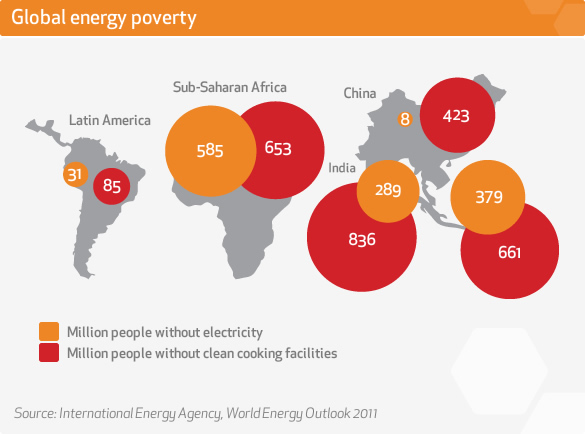 Global energy poverty
Sub-Saharan Africa
China
Latin America
8
423
585
653
India
31
85
289
379
836
661
Million people without electricity
Million people without clean cooking facilities
Source: International Energy Agency, World Energy Outlook 2011